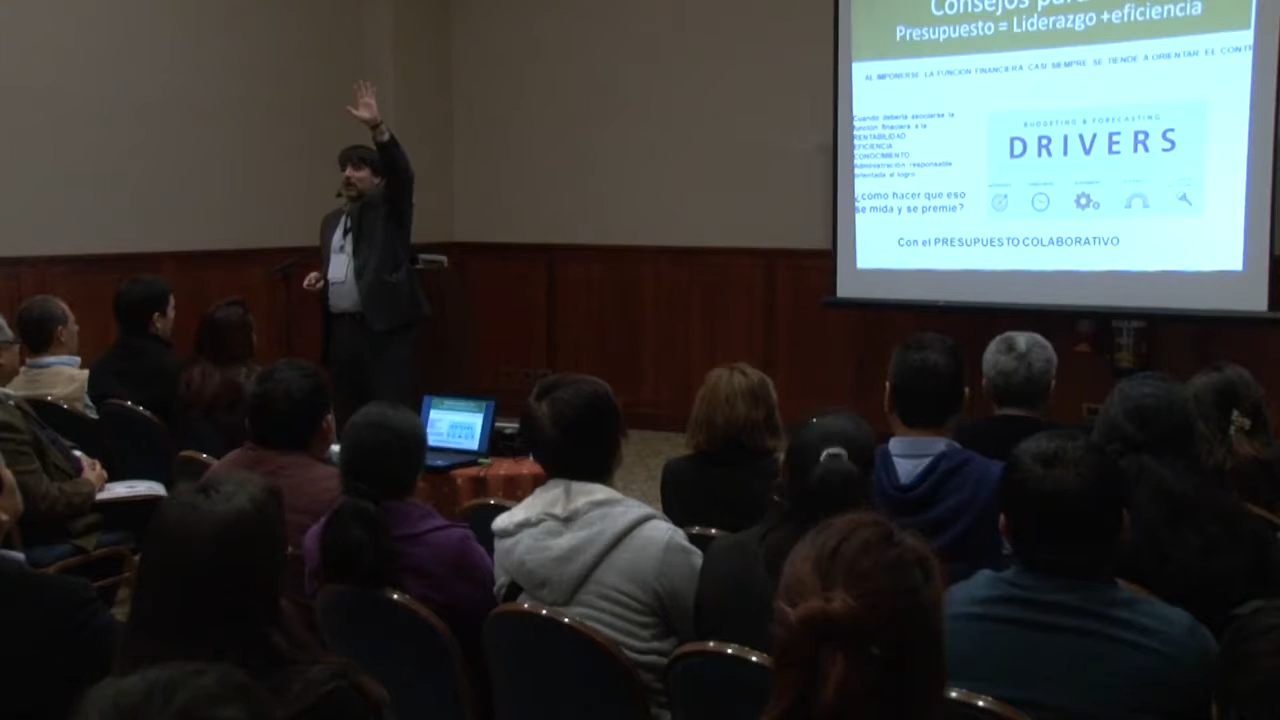 Consejos para
Presupuesto = Liderazgo +eficiencia
AL IMPONERSE LA FUNCION FINANCIERA CASI SIEMPRE SE TIENDE A ORIENTAR EL CONTR
Cuando debería asociarse la
función financiera a la
RENTABILIDAD
EFICIENCIA
CONOCIMIENTO
Administración responsable
orientada al logro
BUDGETING & FORECASTING
DRIVERS
¿como hacer que eso
se mida y se premie?
Con el PRESUPUESTO COLABORATIVO